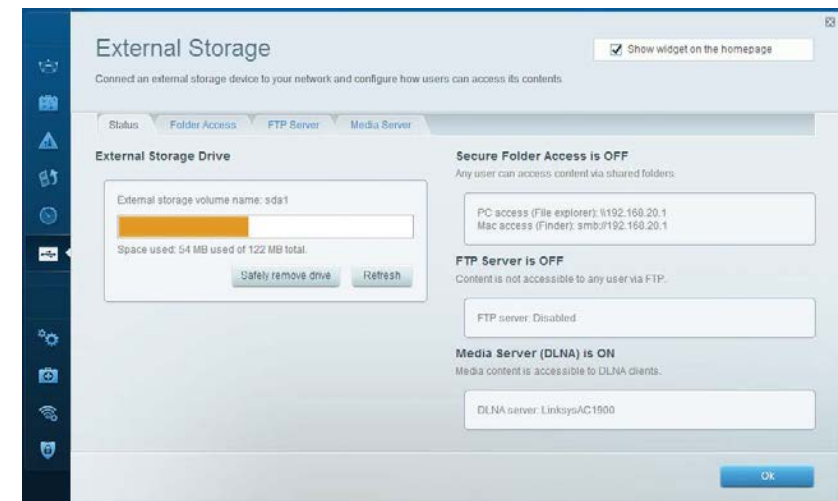 External Storage
Show widget on the homepage
Connect an external storage device to your network and configure how users can access its contents.
Status
Folder Access
FTP Server
Media Server
External Storage Drive
External storage volume name: sda1
Space used: 54 MB used of 122 MB total.
Safely remove drive
Refresh
Secure Folder Access is OFF
Any user can access content via shared folders.
PC access (File explorer): \\192.168.20.1
Mac access (Finder): smb://192.168.20.1
FTP Server is OFF
Content is not accessible to any user via FTP.
FTP server: Disabled
Media Server (DLNA) is ON
Media content is accessible to DLNA clients.
DLNA server: LinksysAC1900
Ok